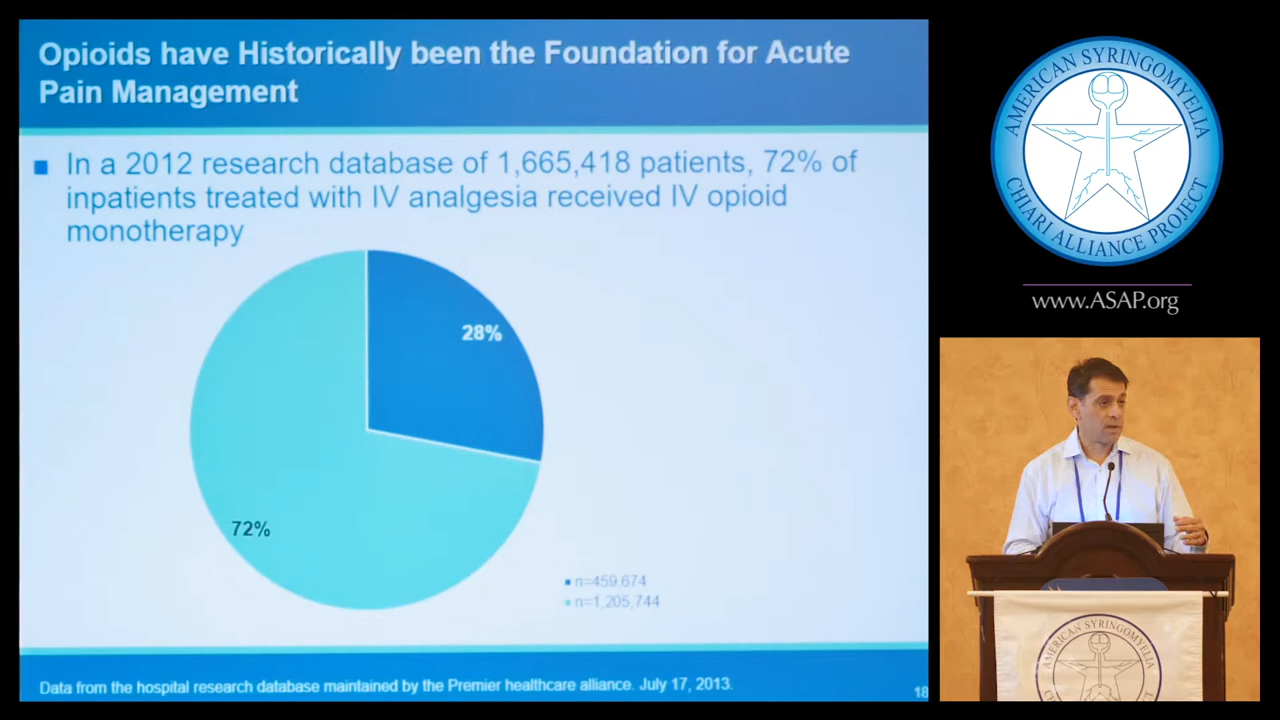 Opioids have Historically been the Foundation for Acute
Pain Management
■ In a 2012 research database of 1,665,418 patients, 72% of
inpatients treated with IV analgesia received IV opioid
monotherapy
28%
72%
n=459,674
n=1,205,744
Data from the hospital research database maintained by the Premier healthcare alliance. July 17, 2013.
18
AMERICAN SYRINGOMYELIA
CHIARI ALLIANCE PROJECT
www.ASAP.org
AMERICAN SYRINGOMYELIA